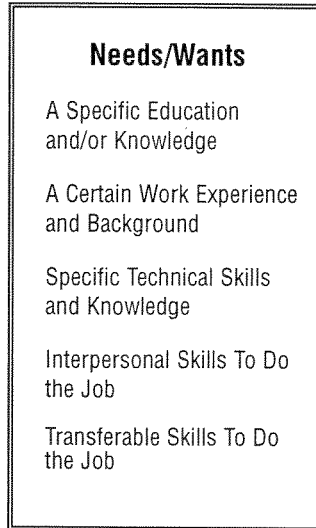 Needs/Wants
A Specific Education
and/or Knowledge
A Certain Work Experience
and Background
Specific Technical Skills
and Knowledge
Interpersonal Skills To Do
the Job
Transferable Skills To Do
the Job